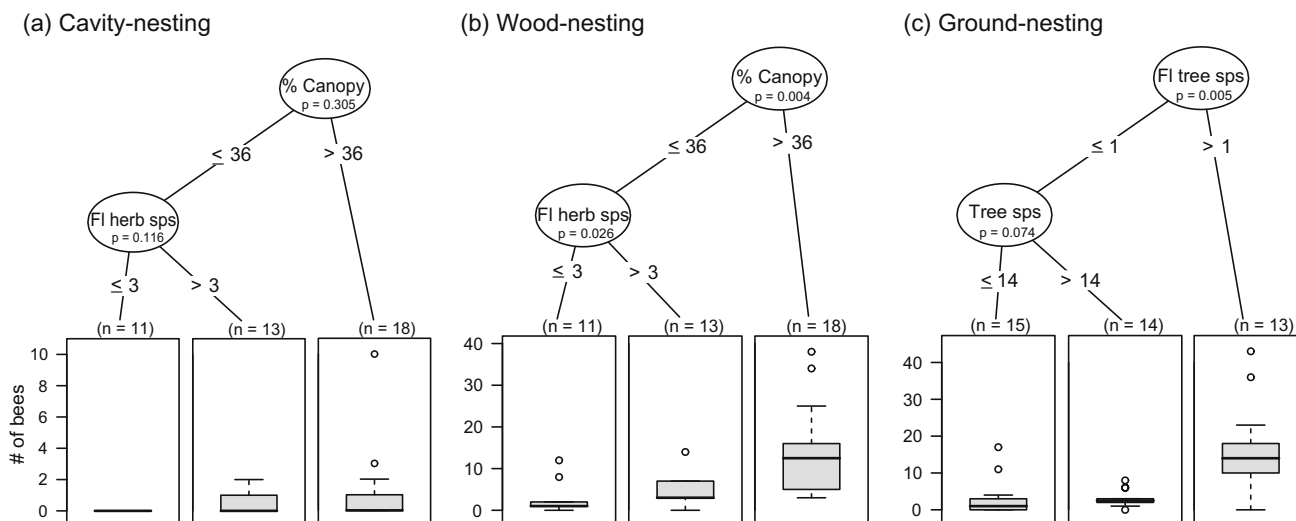 (a) Cavity-nesting
% Canopy
p = 0.305
≤ 36
> 36
Fl herb sps
p = 0.116
≤ 3
> 3
(n = 11)
(n = 13)
(n = 18)
# of bees
10
8
6
4
2
0
(b) Wood-nesting
% Canopy
p = 0.004
≤ 36
> 36
Fl herb sps
p = 0.026
≤ 3
> 3
(n = 11)
(n = 13)
(n = 18)
40
30
20
10
0
(c) Ground-nesting
Fl tree sps
p = 0.005
≤ 1
> 1
Tree sps
p = 0.074
≤ 14
> 14
(n = 15)
(n = 14)
(n = 13)
40
30
20
10
0